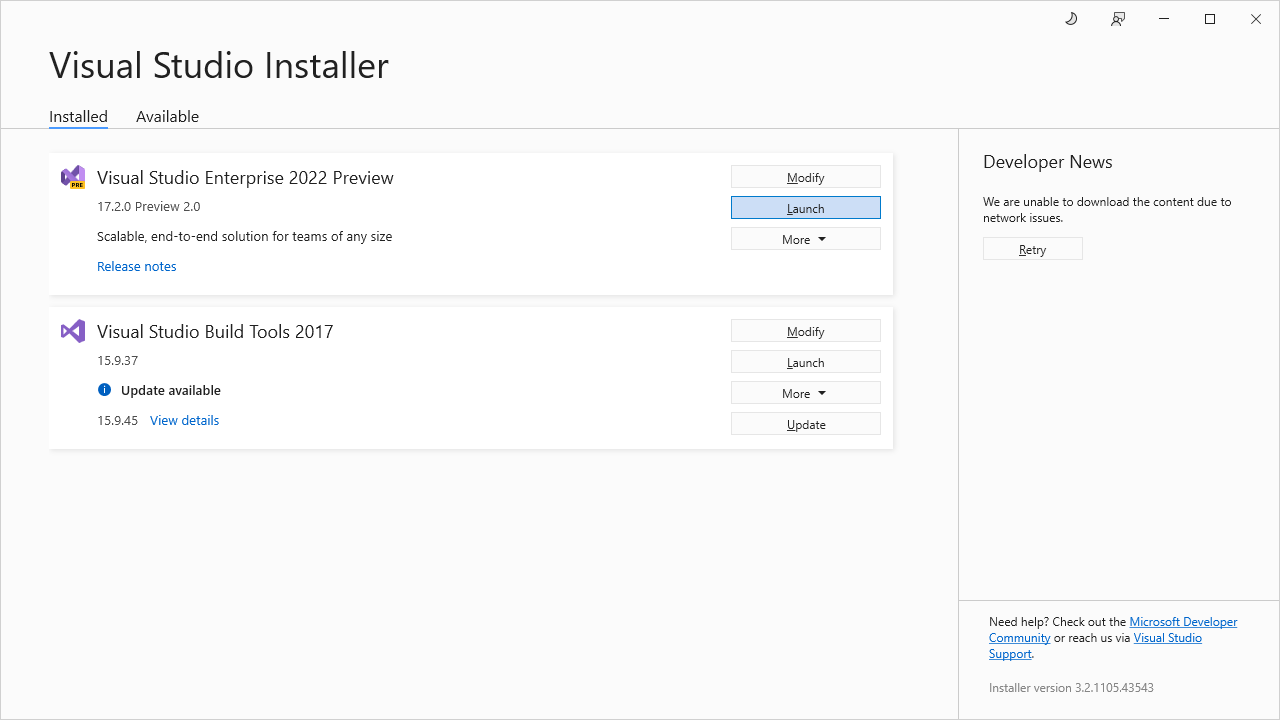 Visual Studio Installer
Installed Available
Visual Studio Enterprise 2022 Preview
PRE
17.2.0 Preview 2.0
Scalable, end-to-end solution for teams of any size
Release notes
Modify
Launch
More
Visual Studio Build Tools 2017
15.9.37
Update available
15.9.45 View details
Modify
Launch
More
Update
Developer News
We are unable to download the content due to
network issues.
Retry
Need help? Check out the Microsoft Developer
Community or reach us via Visual Studio
Support.
Installer version 3.2.1105.43543